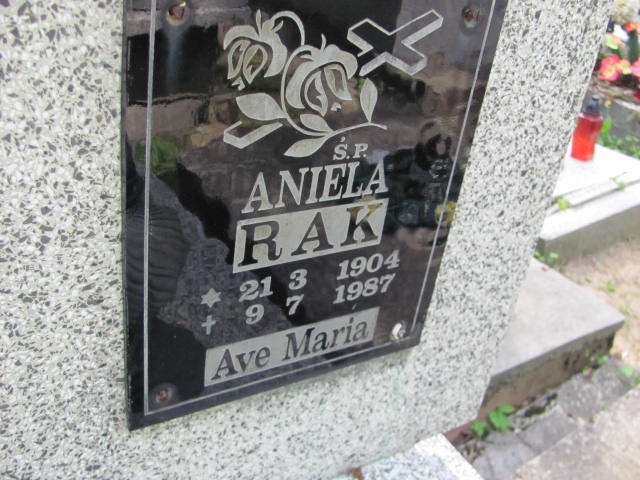 Ś.P.
ANIELA
RAK
21 3 1904
9 7 1987
Ave Maria